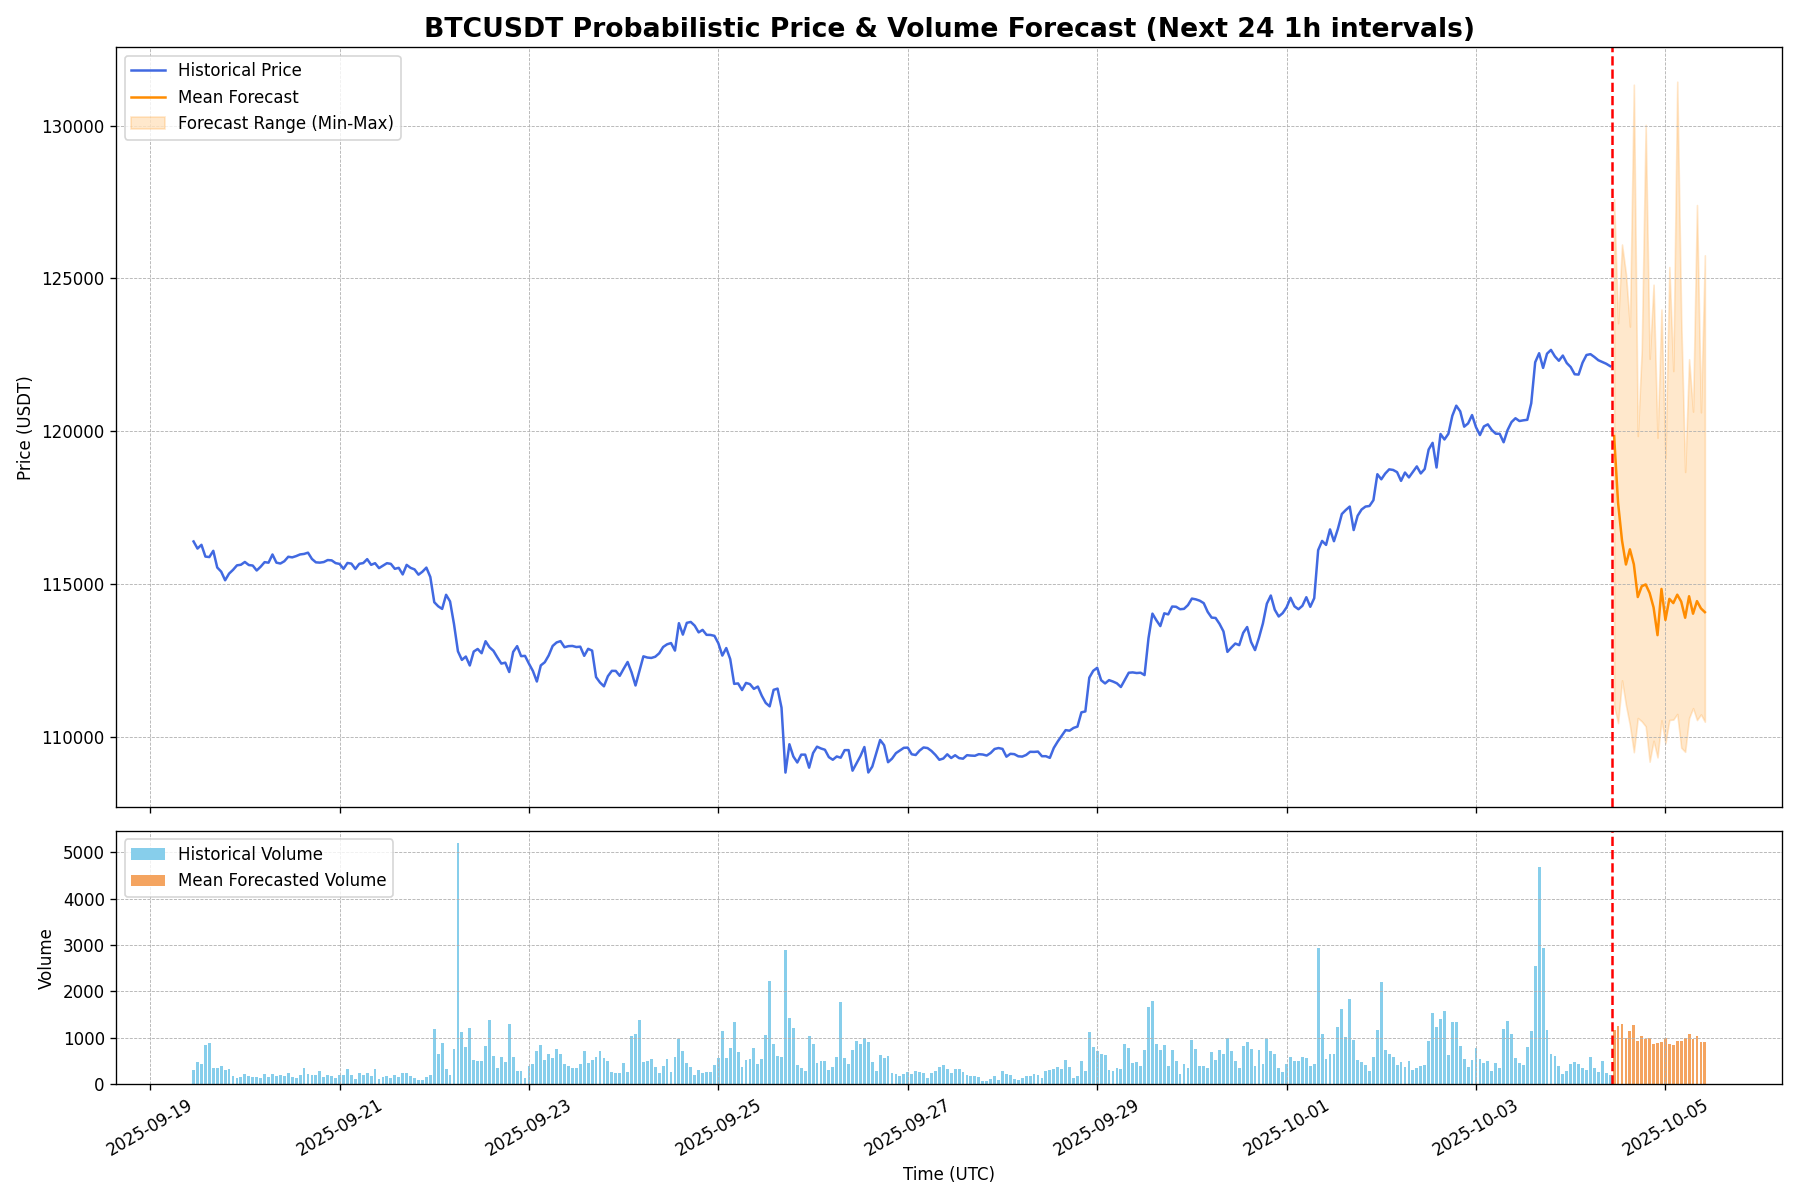 BTCUSDT Probabilistic Price & Volume Forecast (Next 24 1h intervals)
Historical Price
Mean Forecast
Forecast Range (Min-Max)
130000
125000
120000
115000
110000
Price (USDT)
Historical Volume
Mean Forecasted Volume
5000
4000
3000
2000
1000
0
Volume
2025-09-19
2025-09-21
2025-09-23
2025-09-25
2025-09-27
2025-09-29
2025-10-01
2025-10-03
2025-10-05
Time (UTC)